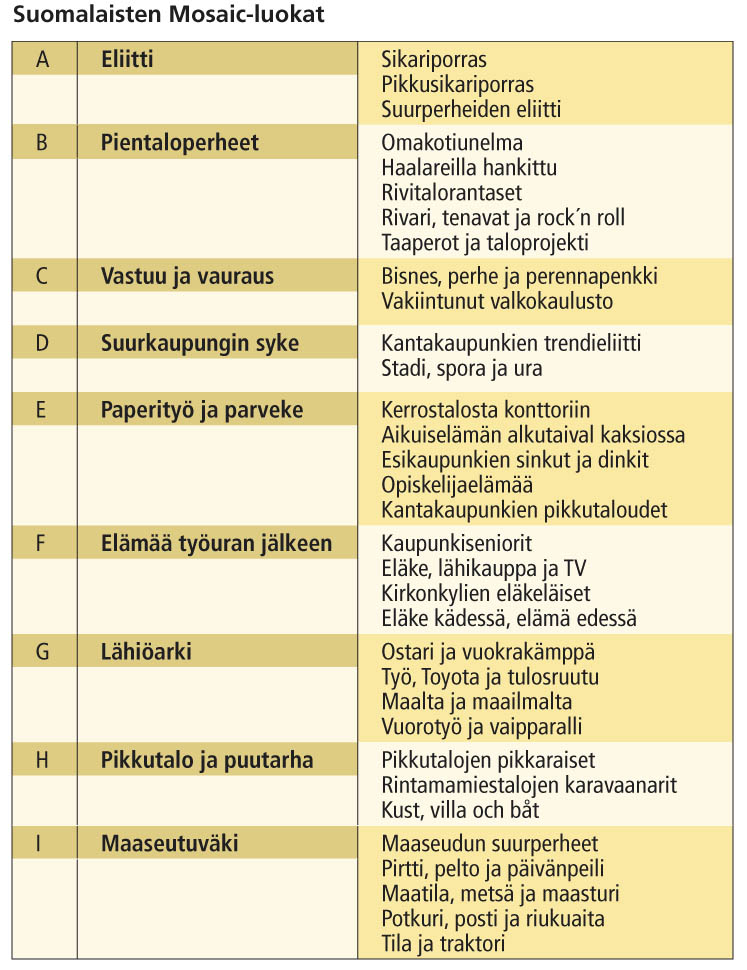 Suomalaisten Mosaic-luokat
A Eliitti Sikariporras
Pikkusikariporras
Suurperheiden eliitti
B Pientaloperheet Omakotiunelma
Haalareilla hankittu
Rivitalorantaset
Rivari, tenavat ja rock´n roll
Taaperot ja taloprojekti
C Vastuu ja vauraus Bisnes, perhe ja perennapenkki
Vakiintunut valkokaulusto
D Suurkaupungin syke Kantakaupunkien trendieliitti
Stadi, spora ja ura
E Paperityö ja parveke Kerrostalosta konttoriin
Aikuiselämän alkutaival kaksiossa
Esikaupunkien sinkut ja dinkit
Opiskelijaelämää
Kantakaupunkien pikkutaloudet
F Elämää työuran jälkeen Kaupunkiseniorit
Eläke, lähikauppa ja TV
Kirkonkylien eläkeläiset
Eläke kädessä, elämä edessä
G Lähiöarki Ostari ja vuokrakämppä
Työ, Toyota ja tulosruutu
Maalta ja maailmalta
Vuorotyö ja vaipparalli
H Pikkutalo ja puutarha Pikkutalojen pikkaraiset
Rintamamiestalojen karavaanarit
Kust, villa och båt
I Maaseutuväki Maaseudun suurperheet
Pirtti, pelto ja päivänpeili
Maatila, metsä ja maasturi
Potkuri, posti ja riukuaita
Tila ja traktori